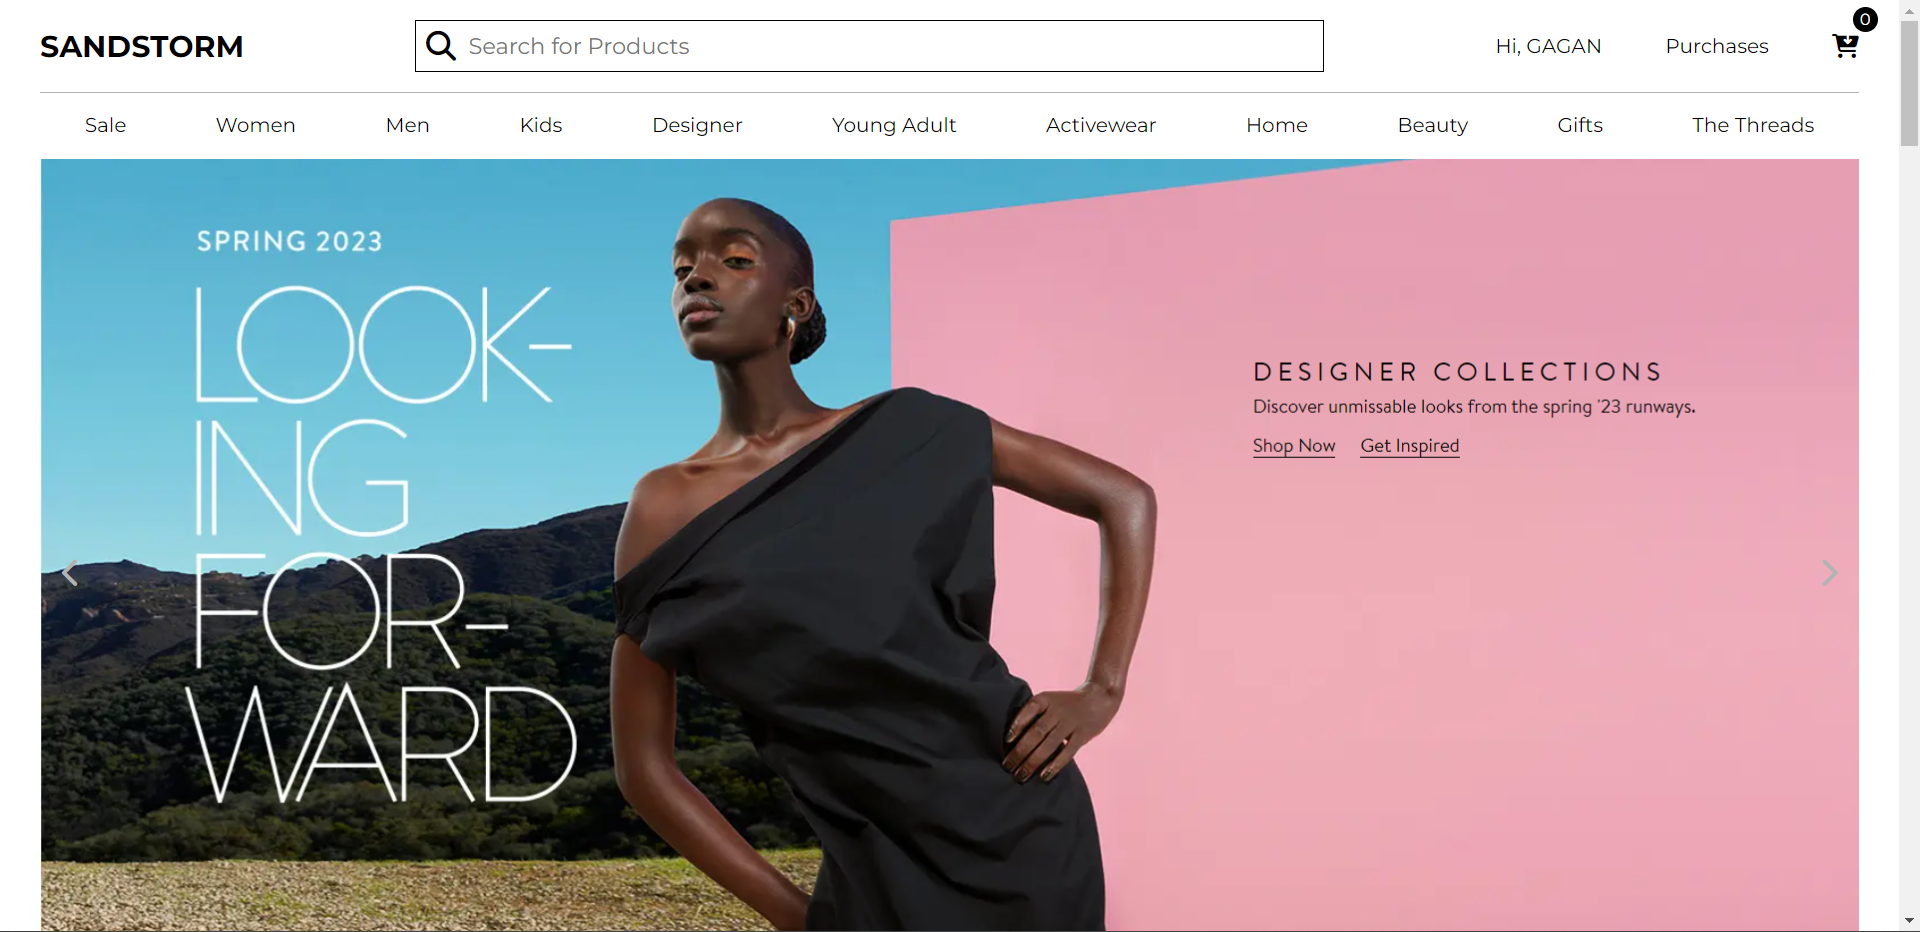 0
SANDSTORM
Search for Products
Hi, GAGAN
Purchases
Sale
Women
Men
Kids
Designer
Young Adult
Activewear
Home
Beauty
Gifts
The Threads
SPRING 2023
LOOK-
ING
FOR-
WARD
DESIGNER COLLECTIONS
Discover unmissable looks from the spring '23 runways.
Shop Now
Get Inspired